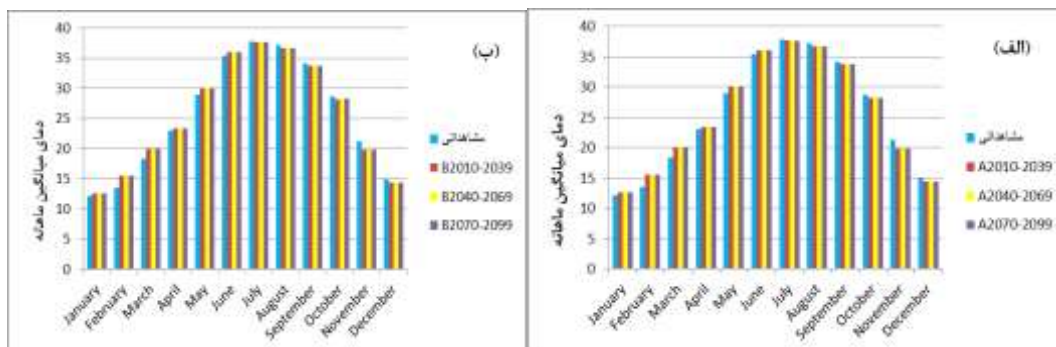 (الف)
دمای میانگین ماهانه
40
35
30
25
20
15
10
5
0
January
February
March
April
May
June
July
August
September
October
November
December
مشاهداتی
A2010-2039
A2040-2069
A2070-2099
(ب)
دمای میانگین ماهانه
40
35
30
25
20
15
10
5
0
January
February
March
April
May
June
July
August
September
October
November
December
مشاهداتی
B2010-2039
B2040-2069
B2070-2099